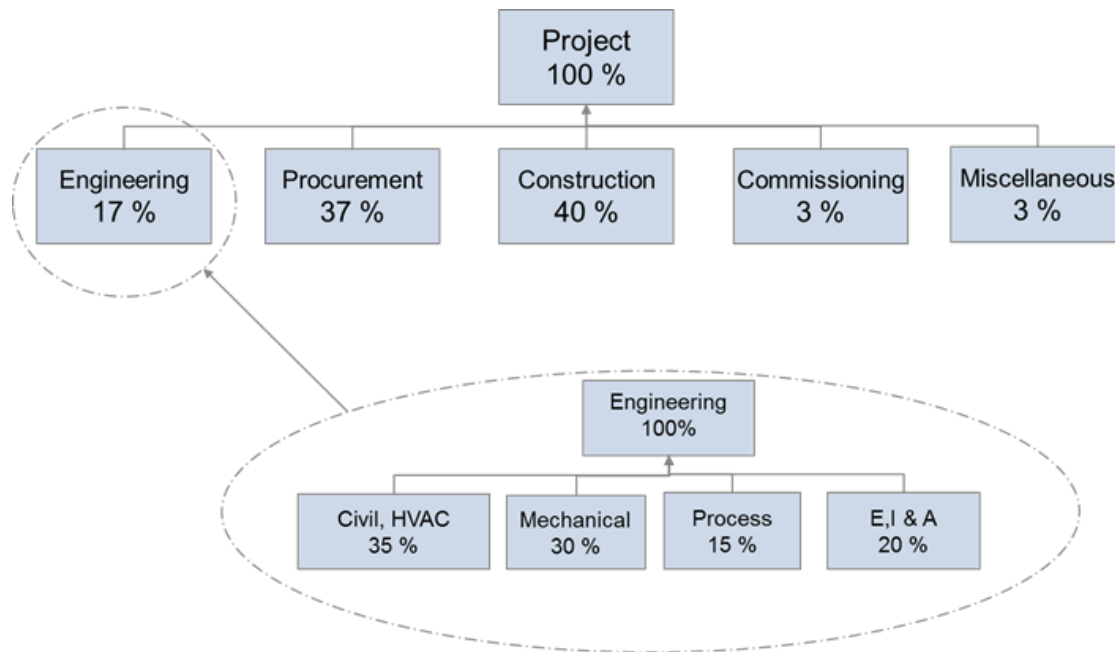 Project
100 %
Engineering
17 %
Procurement
37 %
Construction
40 %
Commissioning
3 %
Miscellaneous
3 %
Engineering
100%
Civil, HVAC
35 %
Mechanical
30 %
Process
15 %
E,I & A
20 %